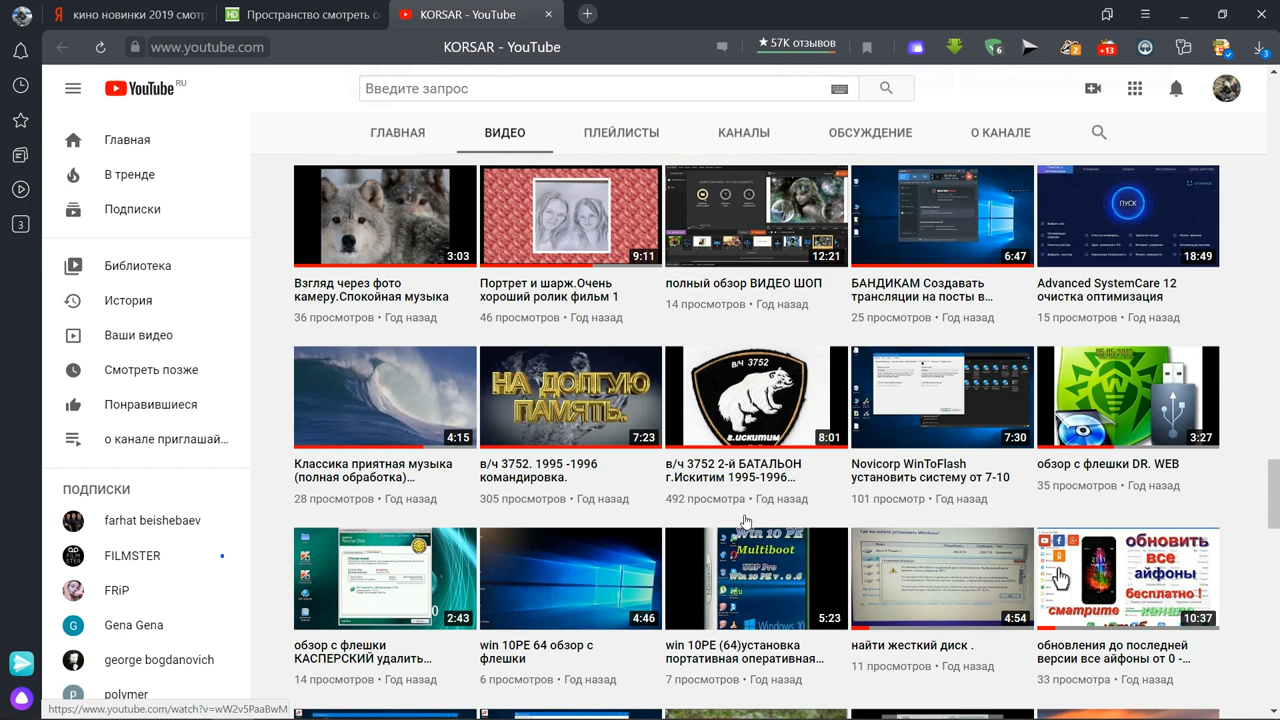 кино новинки 2019 смотр
Пространство смотреть о
KORSAR - YouTube
www.youtube.com
KORSAR - YouTube
★ 57K отзывов
6
2
+13
3
YouTube RU
Введите запрос
ГЛАВНАЯ
ВИДЕО
ПЛЕЙЛИСТЫ
КАНАЛЫ
ОБСУЖДЕНИЕ
О КАНАЛЕ
3
Главная
В тренде
Подписки
Библиотека
История
Ваши видео
Смотреть позже
Понравившиеся
о канале приглашай...
ПОДПИСКИ
farhat beishebaev
FILMSTER
FRiP
Gena Gena
george bogdanovich
polymer
3:03
Взгляд через фото
камеру.Спокойная музыка
36 просмотров • Год назад
9:11
Портрет и шарж.Очень
хороший ролик фильм 1
46 просмотров • Год назад
12:21
полный обзор ВИДЕО ШОП
14 просмотров • Год назад
6:47
БАНДИКАМ Создавать
трансляции на посты в...
25 просмотров • Год назад
ПУСК
18:49
Advanced SystemCare 12
очистка оптимизация
15 просмотров • Год назад
4:15
Классика приятная музыка
(полная обработка)...
28 просмотров • Год назад
НА ДОЛГУЮ
ПАМЯТЬ.
7:23
в/ч 3752. 1995 -1996
командировка.
305 просмотров • Год назад
В/Ч 3752
г.ИСКИТИМ
8:01
в/ч 3752 2-й БАТАЛЬОН
г.Искитим 1995-1996...
492 просмотра • Год назад
7:30
Novicorp WinToFlash
установить систему от 7-10
101 просмотр • Год назад
3:27
обзор с флешки DR. WEB
35 просмотров • Год назад
2:43
обзор с флешки
КАСПЕРСКИЙ удалить...
14 просмотров • Год назад
4:46
win 10PE 64 обзор с
флешки
6 просмотров • Год назад
WIN 10 PE
Multiboot
Windows 10
5:23
win 10PE (64)установка
портативная оперативная...
7 просмотров • Год назад
4:54
найти жесткий диск .
11 просмотров • Год назад
обновить
все
айфоны
бесплатно !
смотрите
канале
10:37
обновления до последней
версии все айфоны от 0 -...
33 просмотра • Год назад
https://www.youtube.com/watch?v=wW2v5PaaBwM